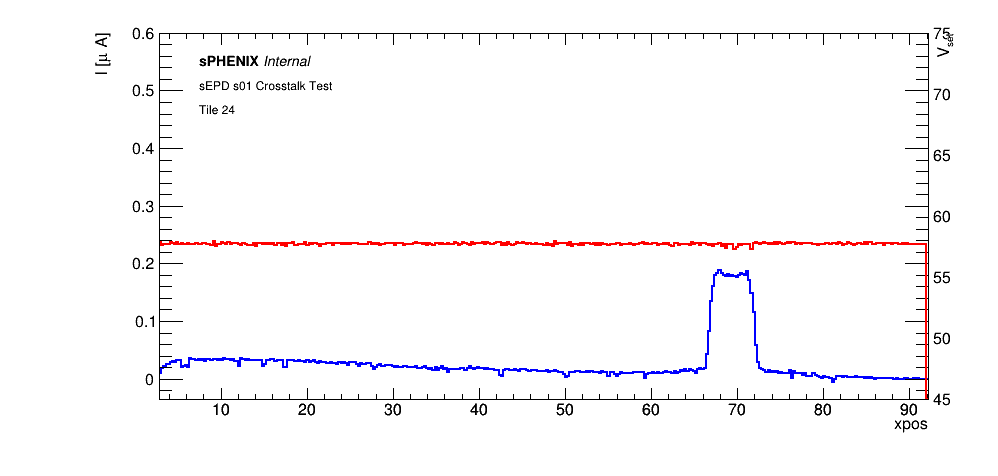 I [μ A]
0.6
0.5
0.4
0.3
0.2
0.1
0
sPHENIX Internal
sEPD s01 Crosstalk Test
Tile 24
75
70
65
60
55
50
45
Vset
10 20 30 40 50 60 70 80 90
xpos